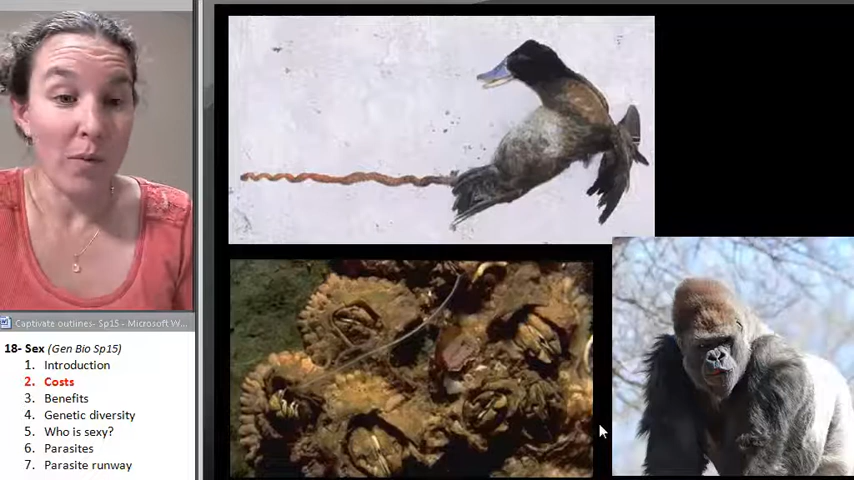 Captivate outlines- Sp15 - Microsoft W...
18- Sex (Gen Bio Sp15)
1. Introduction
2. Costs
3. Benefits
4. Genetic diversity
5. Who is sexy?
6. Parasites
7. Parasite runway